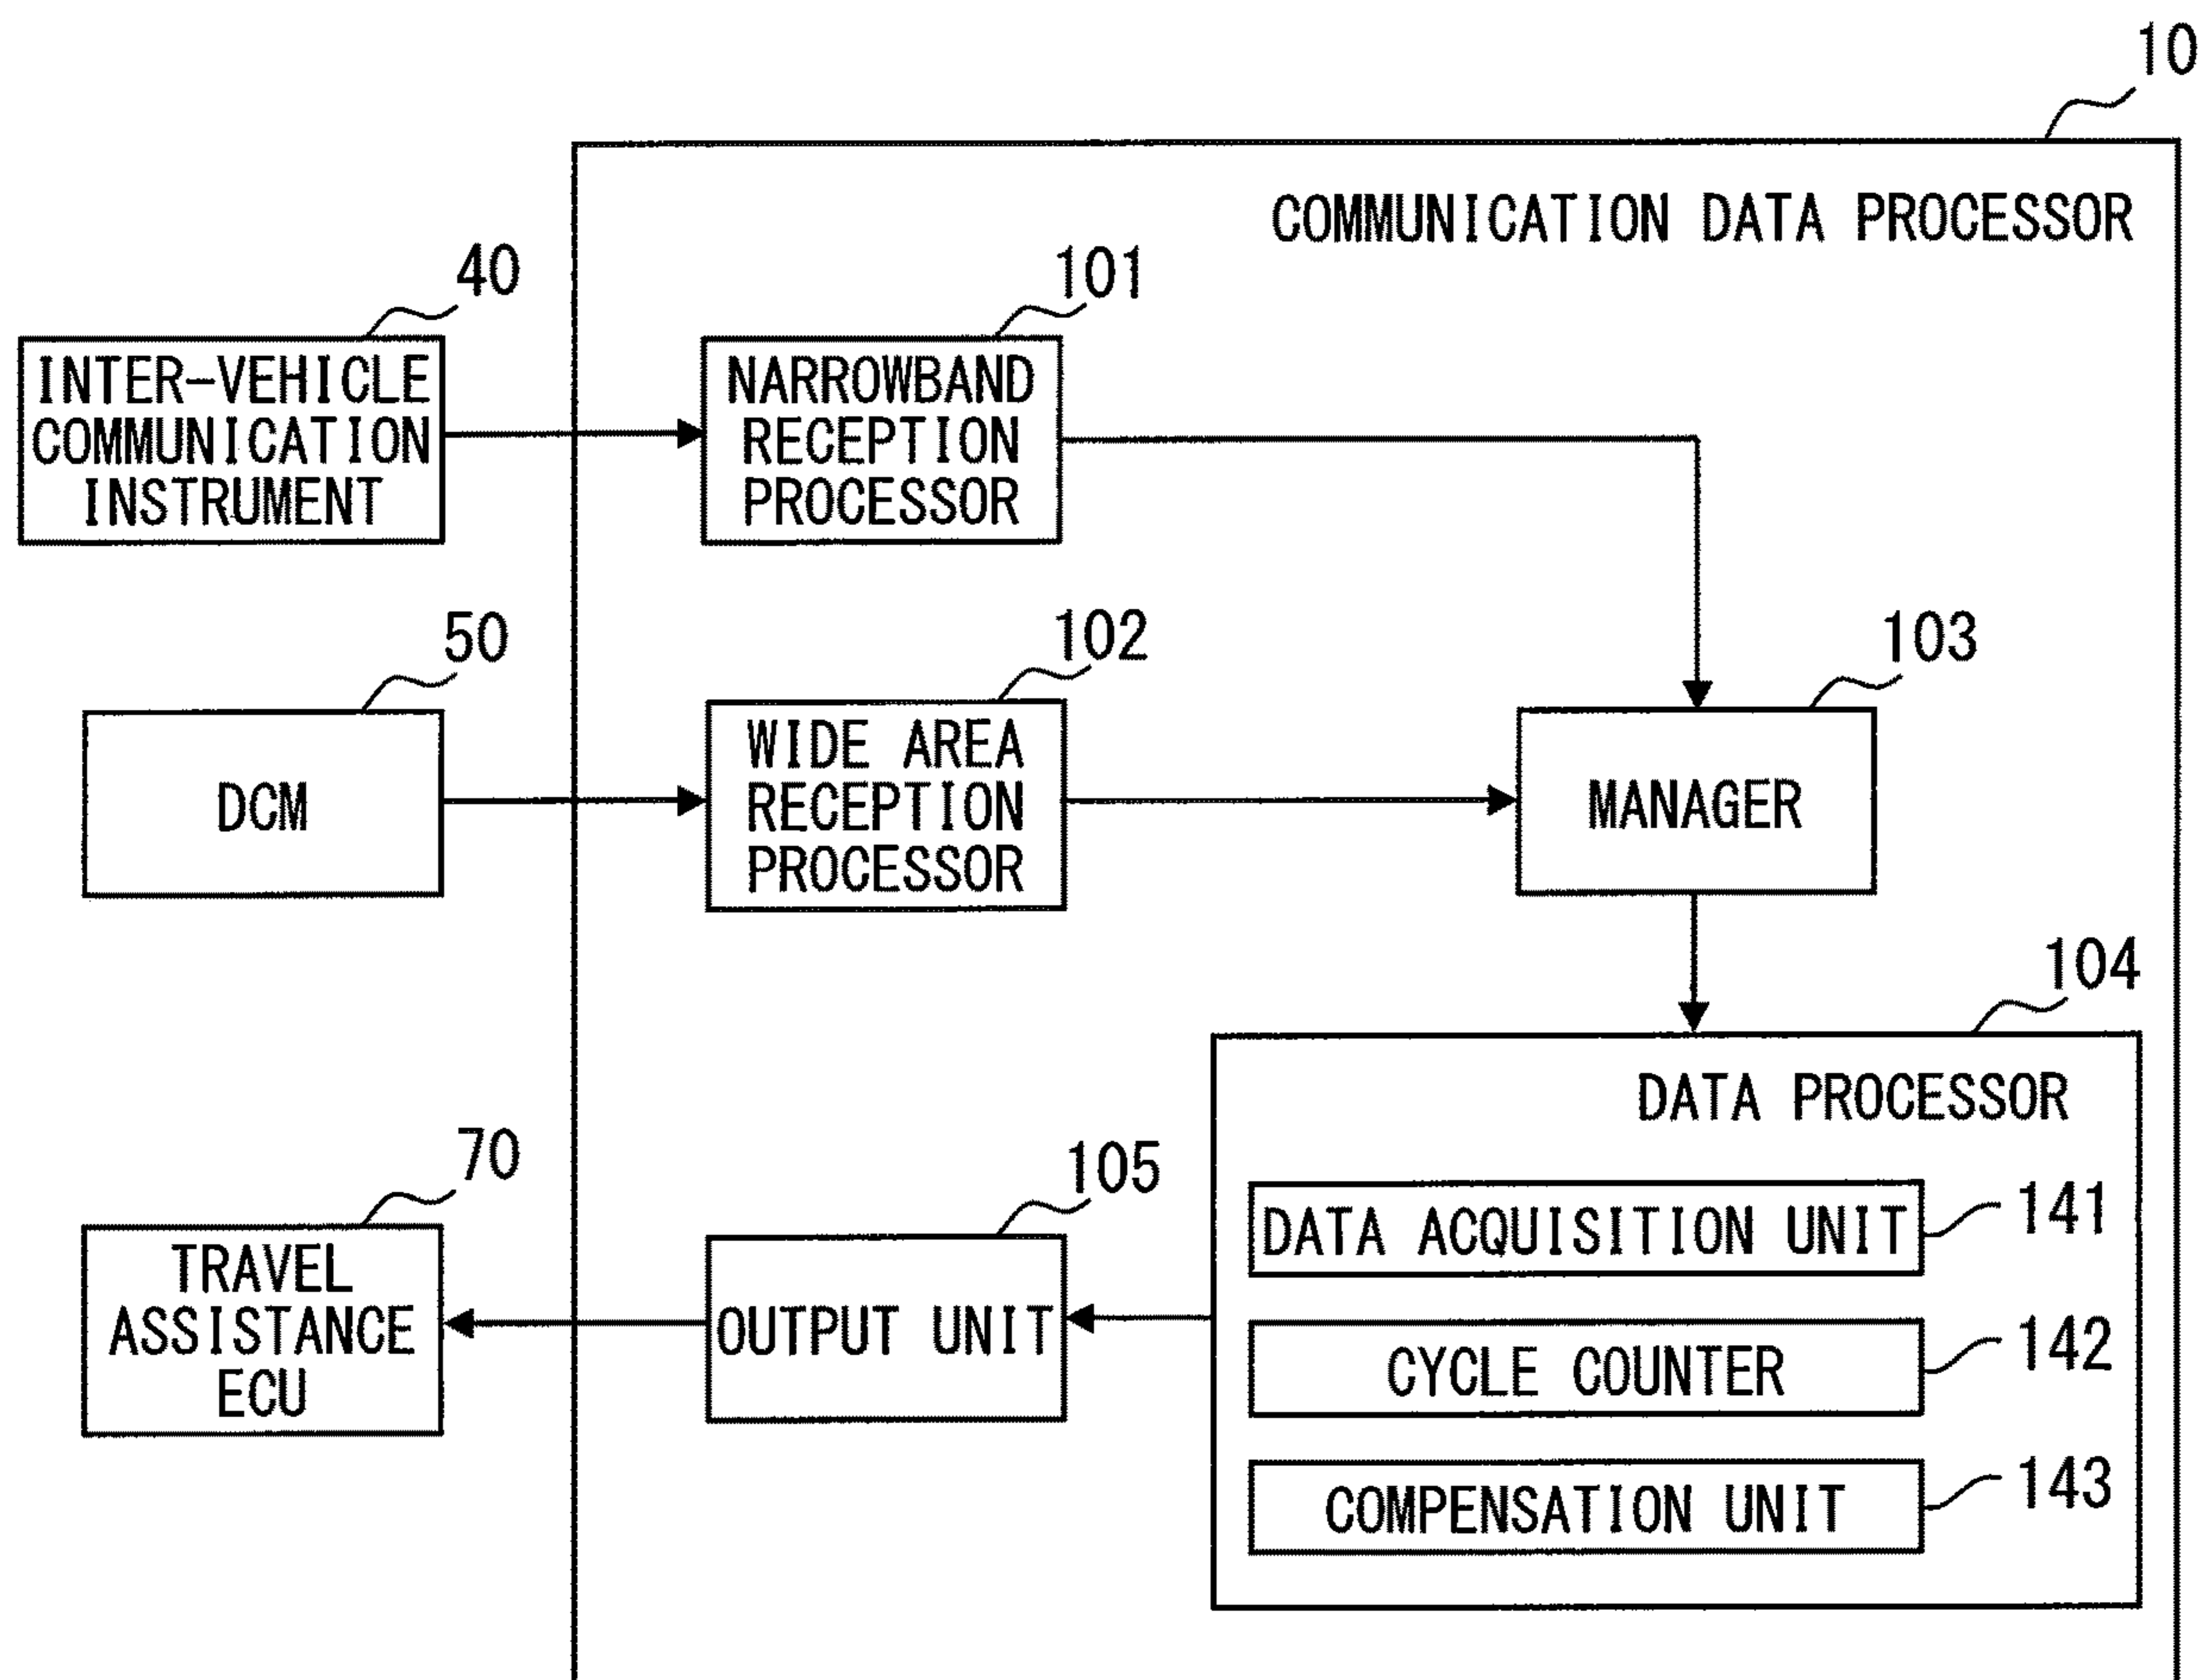 10
COMMUNICATION DATA PROCESSOR
40
101
INTER-VEHICLE
COMMUNICATION
INSTRUMENT
NARROWBAND
RECEPTION
PROCESSOR
50
102
103
DCM
WIDE AREA
RECEPTION
PROCESSOR
MANAGER
104
DATA PROCESSOR
70
105
TRAVEL
ASSISTANCE
ECU
OUTPUT UNIT
DATA ACQUISITION UNIT
141
CYCLE COUNTER
142
COMPENSATION UNIT
143